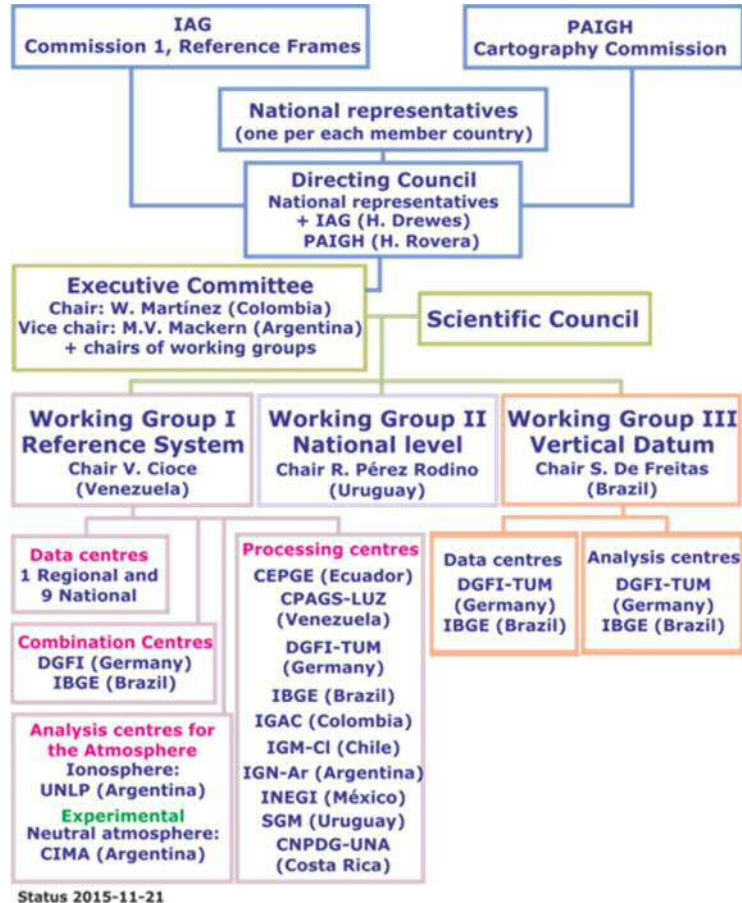 IAG
Commission 1, Reference Frames
PAIGH
Cartography Commission
National representatives
(one per each member country)
Directing Council
National representatives
+ IAG (H. Drewes)
PAIGH (H. Rovera)
Executive Committee
Chair: W. Martínez (Colombia)
Vice chair: M.V. Mackern (Argentina)
+ chairs of working groups
Scientific Council
Working Group I
Reference System
Chair V. Cioce
(Venezuela)
Working Group II
National level
Chair R. Pérez Rodino
(Uruguay)
Working Group III
Vertical Datum
Chair S. De Freitas
(Brazil)
Data centres
1 Regional and
9 National
Combination Centres
DGFI (Germany)
IBGE (Brazil)
Analysis centres for
the Atmosphere
Ionosphere:
UNLP (Argentina)
Experimental
Neutral atmosphere:
CIMA (Argentina)
Processing centres
CEPGE (Ecuador)
CPAGS-LUZ
(Venezuela)
DGFI-TUM
(Germany)
IBGE (Brazil)
IGAC (Colombia)
IGM-Cl (Chile)
IGN-Ar (Argentina)
INEGI (México)
SGM (Uruguay)
CNPDG-UNA
(Costa Rica)
Data centres
DGFI-TUM
(Germany)
IBGE (Brazil)
Analysis centres
DGFI-TUM
(Germany)
IBGE (Brazil)
Status 2015-11-21